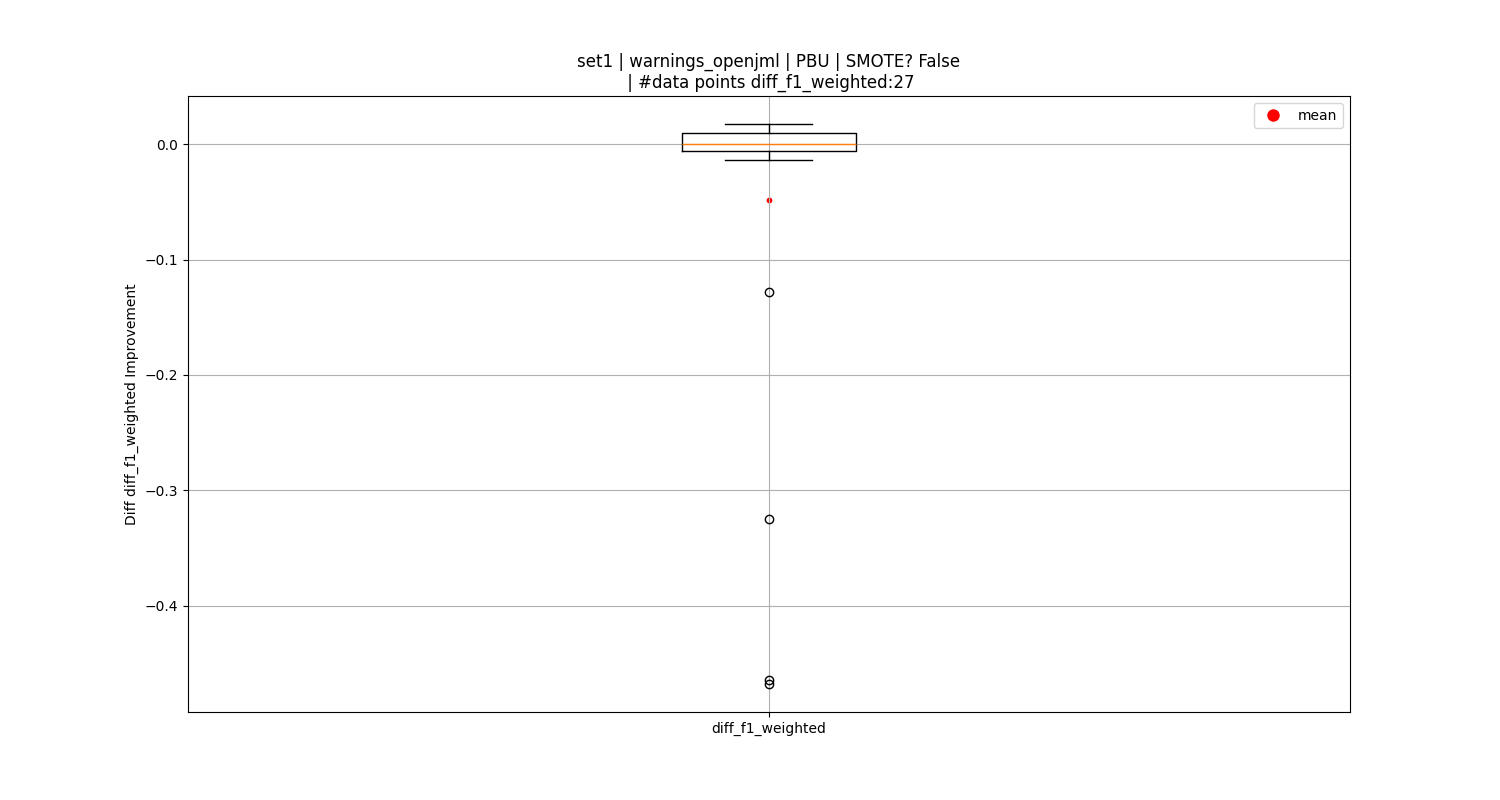 set1 | warnings_openjml | PBU | SMOTE? False
| #data points diff_f1_weighted:27
mean
0.0
−0.1
−0.2
−0.3
−0.4
Diff diff_f1_weighted Improvement
diff_f1_weighted